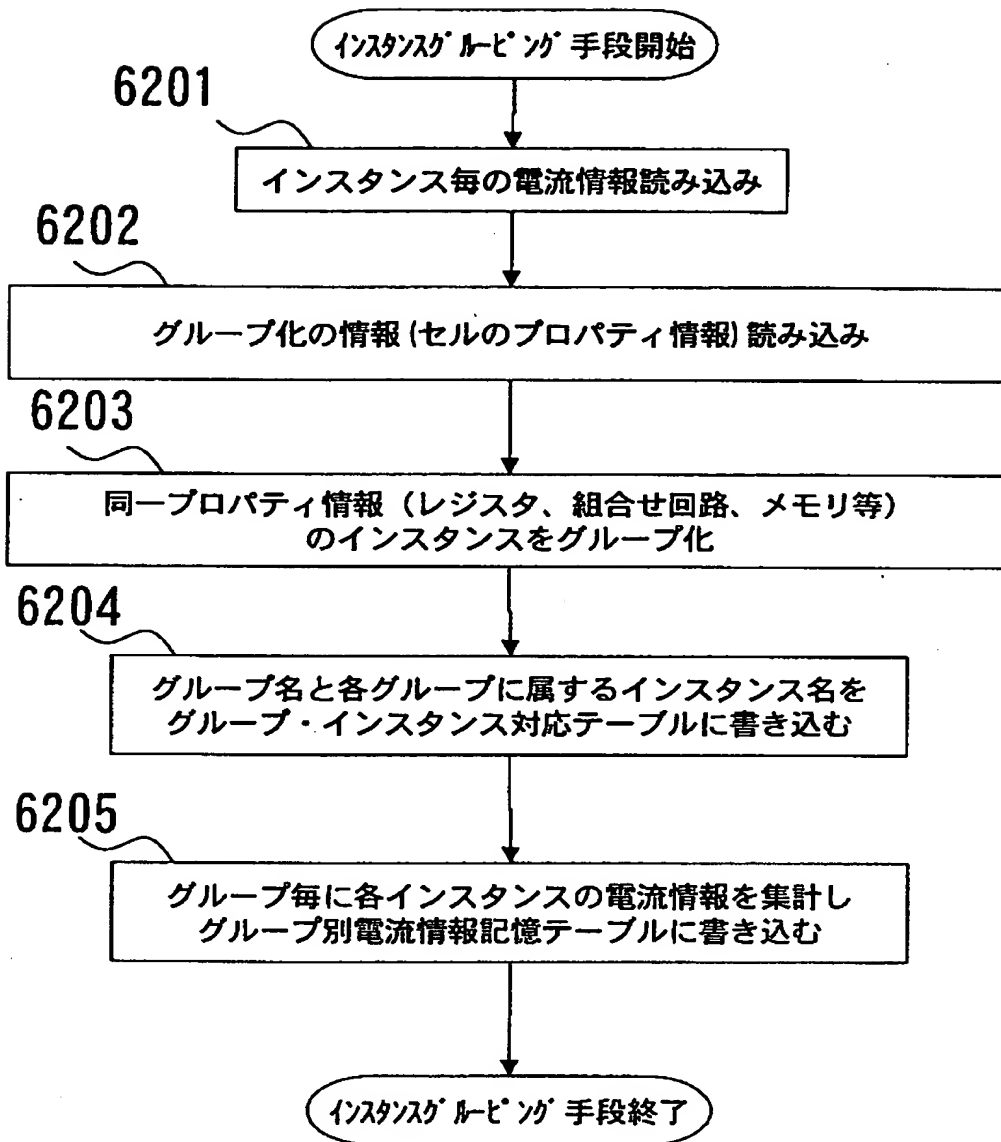 インスタンスグルーピング 手段開始
6201
インスタンス毎の電流情報読み込み
6202
グループ化の情報(セルのプロパティ情報)読み込み
6203
同一プロパティ情報(レジスタ、組合せ回路、メモリ等)
のインスタンスをグループ化
6204
グループ名と各グループに属するインスタンス名を
グループ・インスタンス対応テーブルに書き込む
6205
グループ毎に各インスタンスの電流情報を集計し
グループ別電流情報記憶テーブルに書き込む
インスタンスグルーピング 手段終了